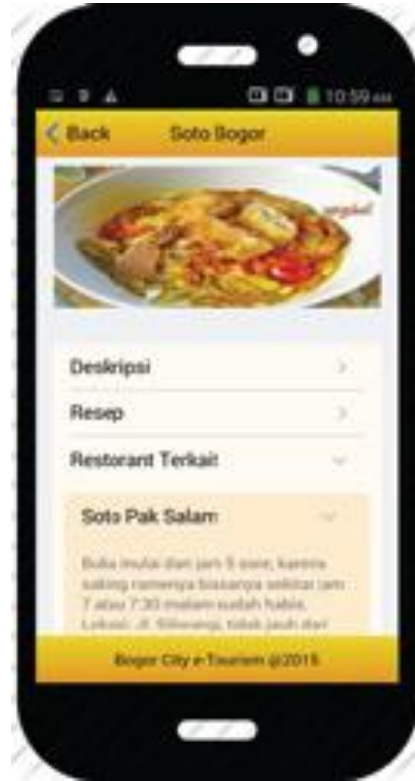 10:59 AM
Back Soto Bogor
Deskripsi
Resep
Restorant Terkait
Soto Pak Salam
Buka mulai dari jam 5 sore, karena
saking ramenya biasanya sekitar jam
7 atau 7:30 malam sudah habis.
Lokasi: Jl. Siliwangi, tidak jauh dari
Bogor City e-Tourism @2015